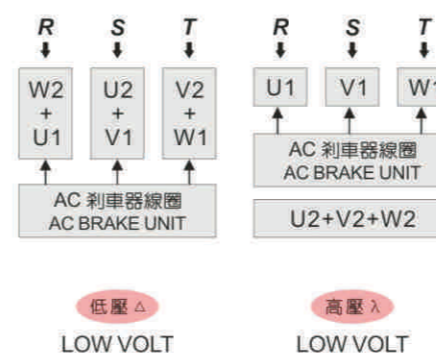 R S T
W2 + U1
U2 + V1
V2 + W1
AC 剎車器線圈
AC BRAKE UNIT
低壓 △
LOW VOLT
R S T
U1 V1 W1
AC 剎車器線圈
AC BRAKE UNIT
U2+V2+W2
高壓 λ
LOW VOLT